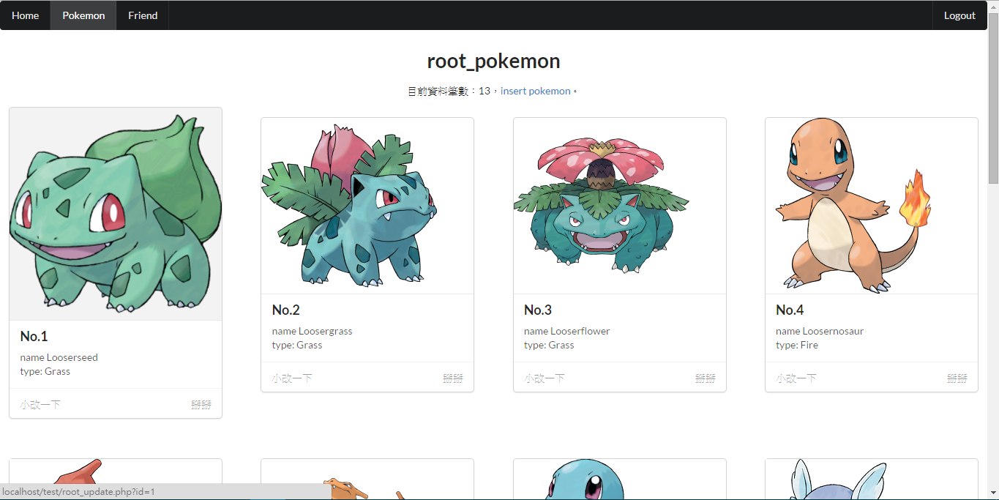 Home Pokemon Friend Logout
root_pokemon
目前資料筆數：13，insert pokemon。
No.1
name Looserseed
type: Grass
小改一下 掰掰
No.2
name Loosergrass
type: Grass
小改一下 掰掰
No.3
name Looserflower
type: Grass
小改一下 掰掰
No.4
name Loosernosaur
type: Fire
小改一下 掰掰
localhost/test/root_update.php?id=1